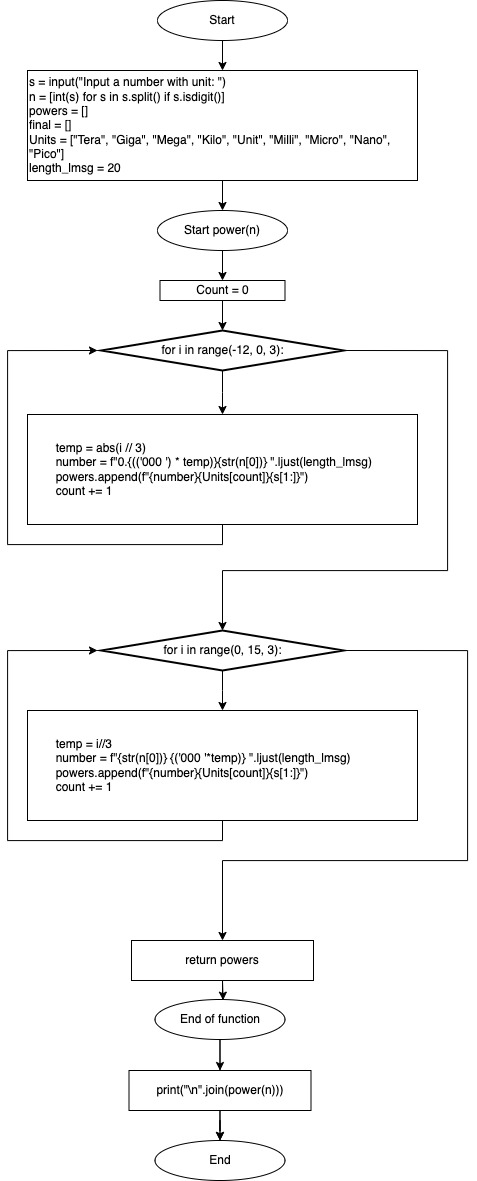 Start
s = input("Input a number with unit: ")
n = [int(s) for s in s.split() if s.isdigit()]
powers = []
final = []
Units = ["Tera", "Giga", "Mega", "Kilo", "Unit", "Milli", "Micro", "Nano",
"Pico"]
length_lmsg = 20
Start power(n)
Count = 0
for i in range(-12, 0, 3):
temp = abs(i // 3)
number = f"0.{(('000 ') * temp)}{str(n[0])} ".ljust(length_lmsg)
powers.append(f"{number}{Units[count]}{s[1:]}")
count += 1
for i in range(0, 15, 3):
temp = i//3
number = f"{str(n[0])} {('000 '*temp)} ".ljust(length_lmsg)
powers.append(f"{number}{Units[count]}{s[1:]}")
count += 1
return powers
End of function
print("\n".join(power(n)))
End